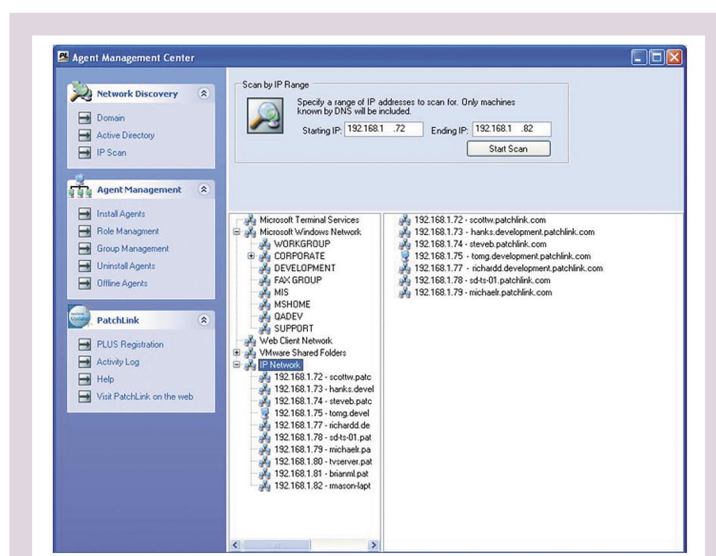 Agent Management Center
Network Discovery
Domain
Active Directory
IP Scan
Agent Management
Install Agents
Role Managment
Group Management
Uninstall Agents
Offline Agents
PatchLink
PLUS Registration
Activity Log
Help
Visit PatchLink on the web
Scan by IP Range
Specify a range of IP addresses to scan for. Only machines
known by DNS will be included.
Starting IP: 192.168.1 .72 Ending IP: 192.168.1 .82
Start Scan
Microsoft Terminal Services
Microsoft Windows Network
WORKGROUP
CORPORATE
DEVELOPMENT
FAX GROUP
MIS
MSHOME
QADEV
SUPPORT
Web Client Network
VMware Shared Folders
IP Network
192.168.1.72 - scottw.patc
192.168.1.73 - hanks.devel
192.168.1.74 - steveb.patc
192.168.1.75 - tomg.devel
192.168.1.77 - richardd.de
192.168.1.78 - sd-ts-01.pat
192.168.1.79 - michaelr.pa
192.168.1.80 - tvserver.pat
192.168.1.81 - brianml.pat
192.168.1.82 - rmason-lapt
192.168.1.72 - scottw.patchlink.com
192.168.1.73 - hanks.development.patchlink.com
192.168.1.74 - steveb.patchlink.com
192.168.1.75 - tomg.development.patchlink.com
192.168.1.77 - richardd.development.patchlink.com
192.168.1.78 - sd-ts-01.patchlink.com
192.168.1.79 - michaelr.patchlink.com